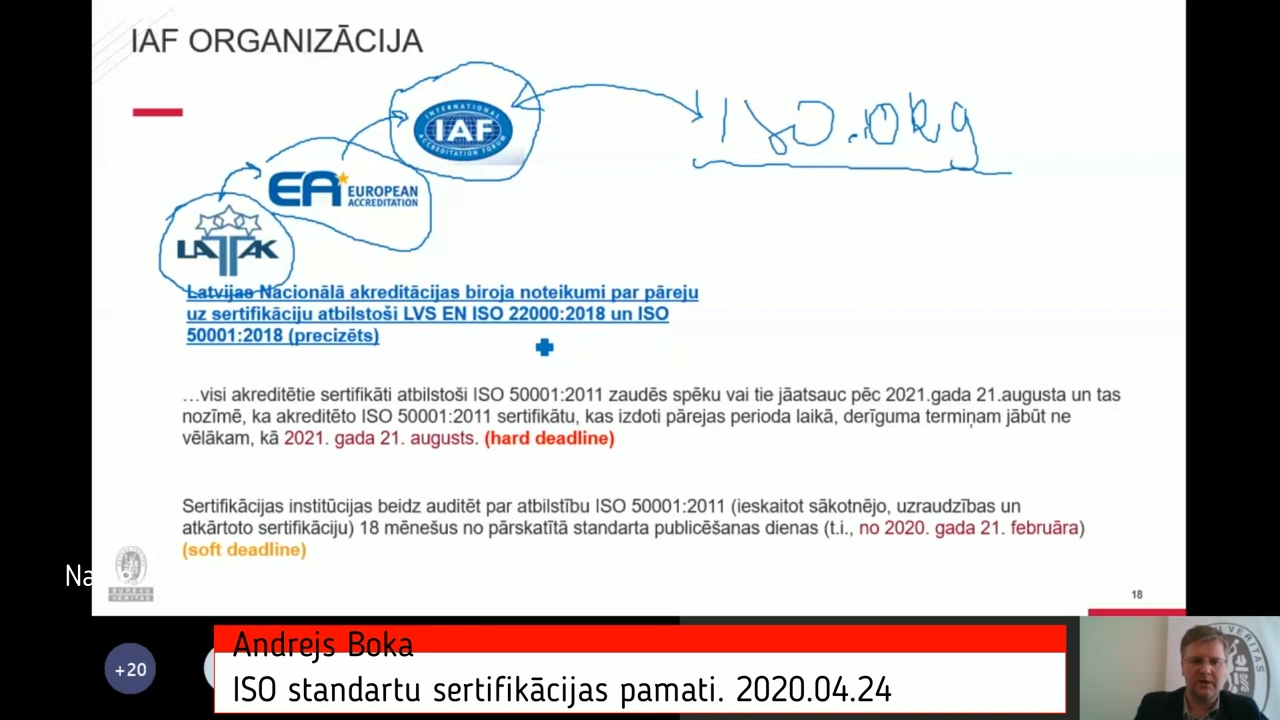 IAF ORGANIZĀCIJA
INTERNATIONAL
IAF
ACCREDITATION FORUM
ISO.org
EA EUROPEAN
ACCREDITATION
LATAK
Latvijas Nacionālā akreditācijas biroja noteikumi par pāreju
uz sertifikāciju atbilstoši LVS EN ISO 22000:2018 un ISO
50001:2018 (precizēts)
…visi akreditētie sertifikāti atbilstoši ISO 50001:2011 zaudēs spēku vai tie jāatsauc pēc 2021.gada 21.augusta un tas
nozīmē, ka akreditēto ISO 50001:2011 sertifikātu, kas izdoti pārejas perioda laikā, derīguma termiņam jābūt ne
vēlākam, kā 2021. gada 21. augusts. (hard deadline)
Sertifikācijas institūcijas beidz auditēt par atbilstību ISO 50001:2011 (ieskaitot sākotnējo, uzraudzības un
atkārtoto sertifikāciju) 18 mēnešus no pārskatītā standarta publicēšanas dienas (t.i., no 2020. gada 21. februāra)
(soft deadline)
BUREAU
VERITAS
18
+20
Andrejs Boka
ISO standartu sertifikācijas pamati. 2020.04.24